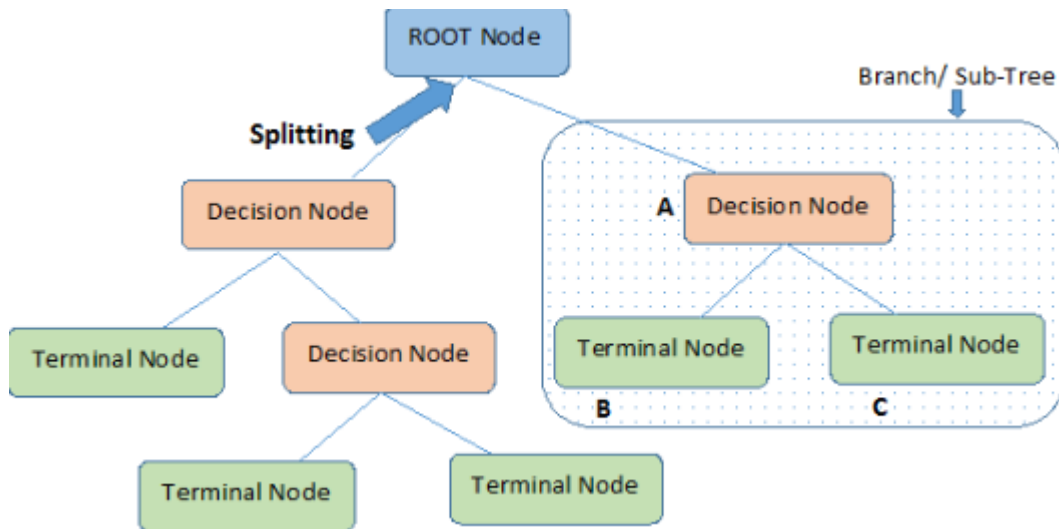 ROOT Node
Branch/ Sub-Tree
Splitting
Decision Node
A
Decision Node
Terminal Node
Decision Node
Terminal Node
Terminal Node
B
C
Terminal Node
Terminal Node